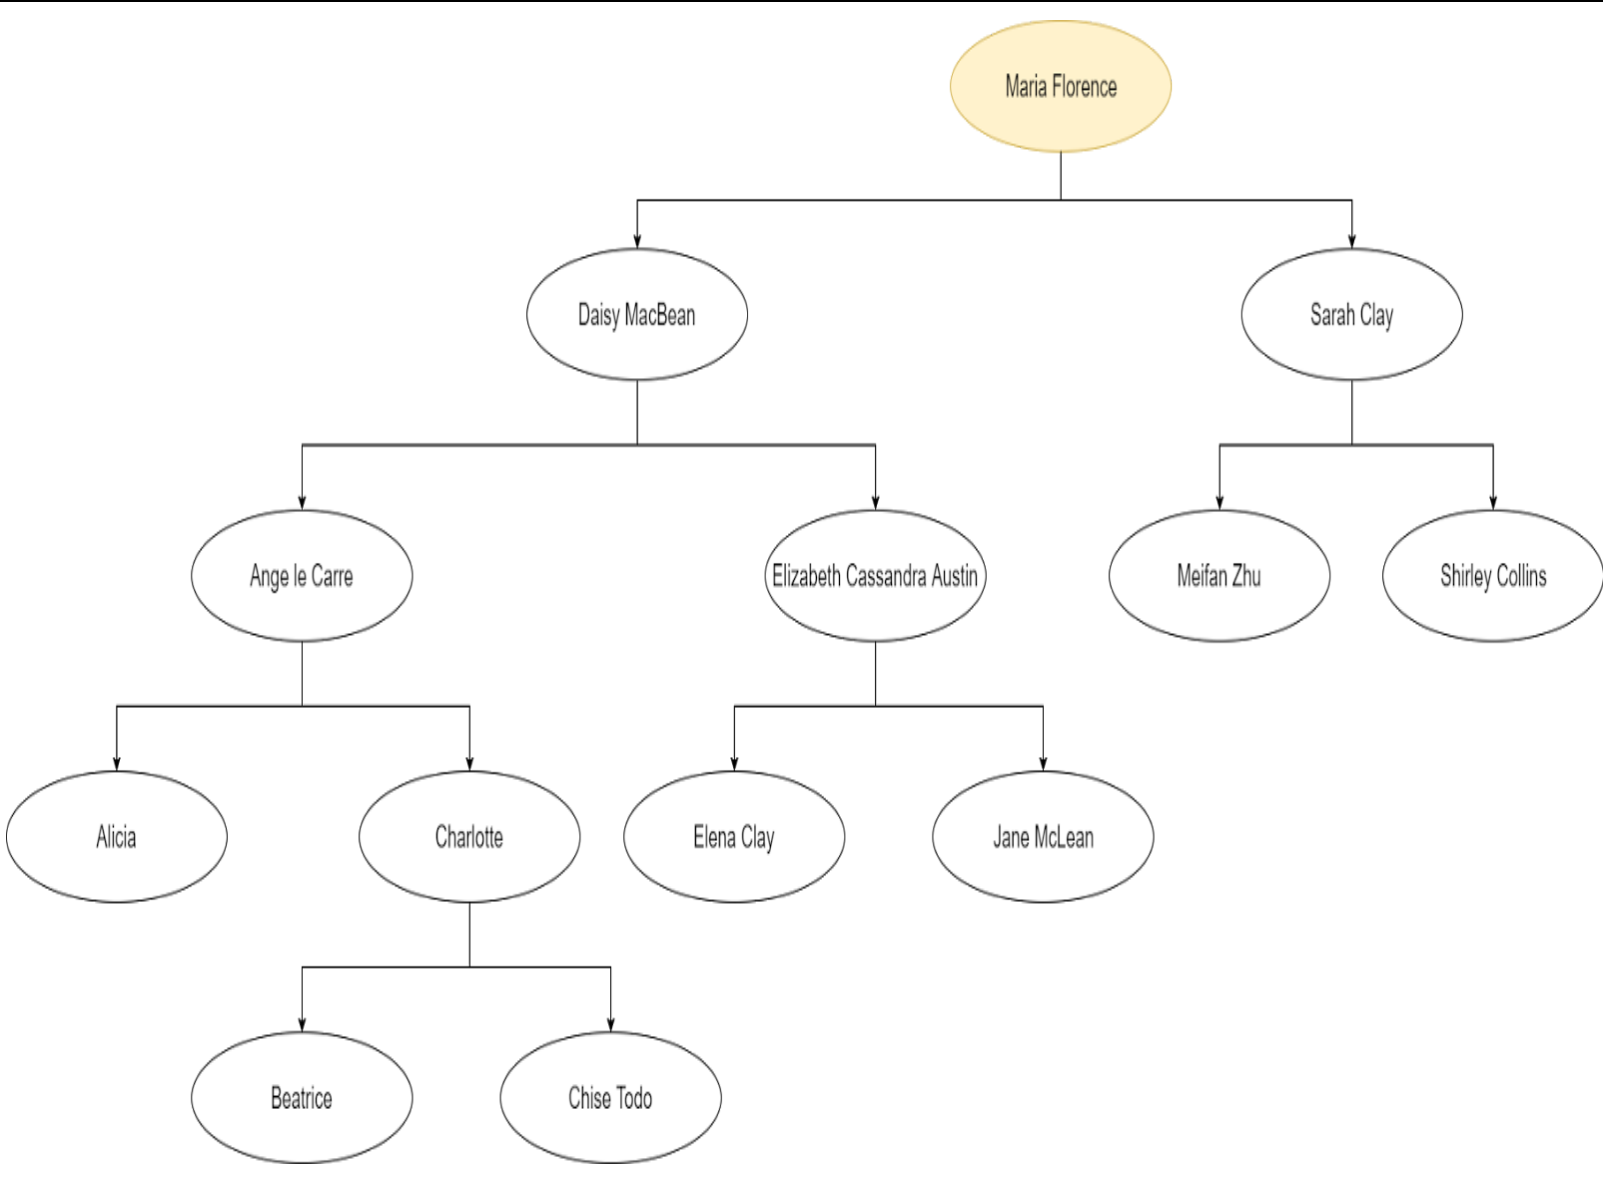 Maria Florence
Daisy MacBean
Sarah Clay
Ange le Carre
Elizabeth Cassandra Austin
Meifan Zhu
Shirley Collins
Alicia
Charlotte
Elena Clay
Jane McLean
Beatrice
Chise Todo